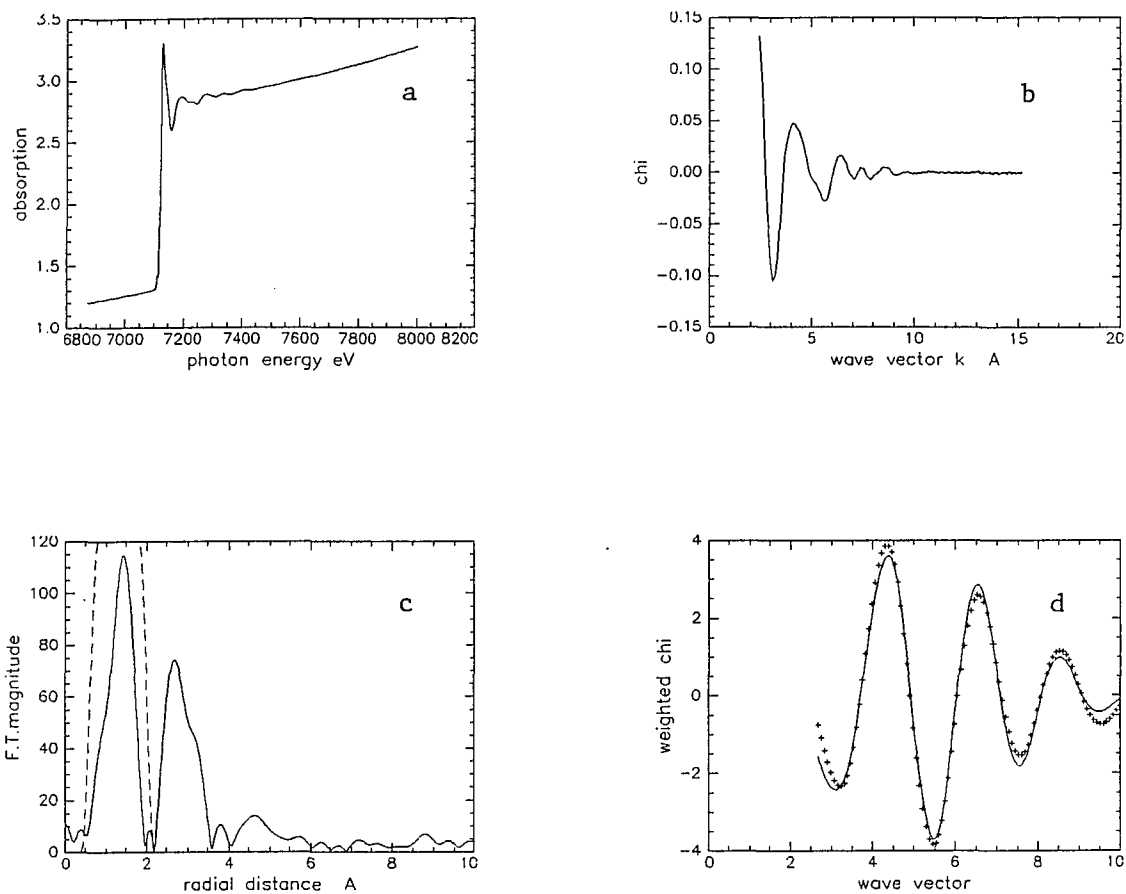 3.5
3.0
2.5
2.0
1.5
1.0
absorption
a
6800 7000 7200 7400 7600 7800 8000 8200
photon energy eV
0.15
0.10
0.05
0.00
-0.05
-0.10
-0.15
chi
b
0 5 10 15 20
wave vector k A
120
100
80
60
40
20
0
F.T.magnitude
c
0 2 4 6 8 10
radial distance A
4
2
0
-2
-4
weighted chi
d
0 2 4 6 8 10
wave vector